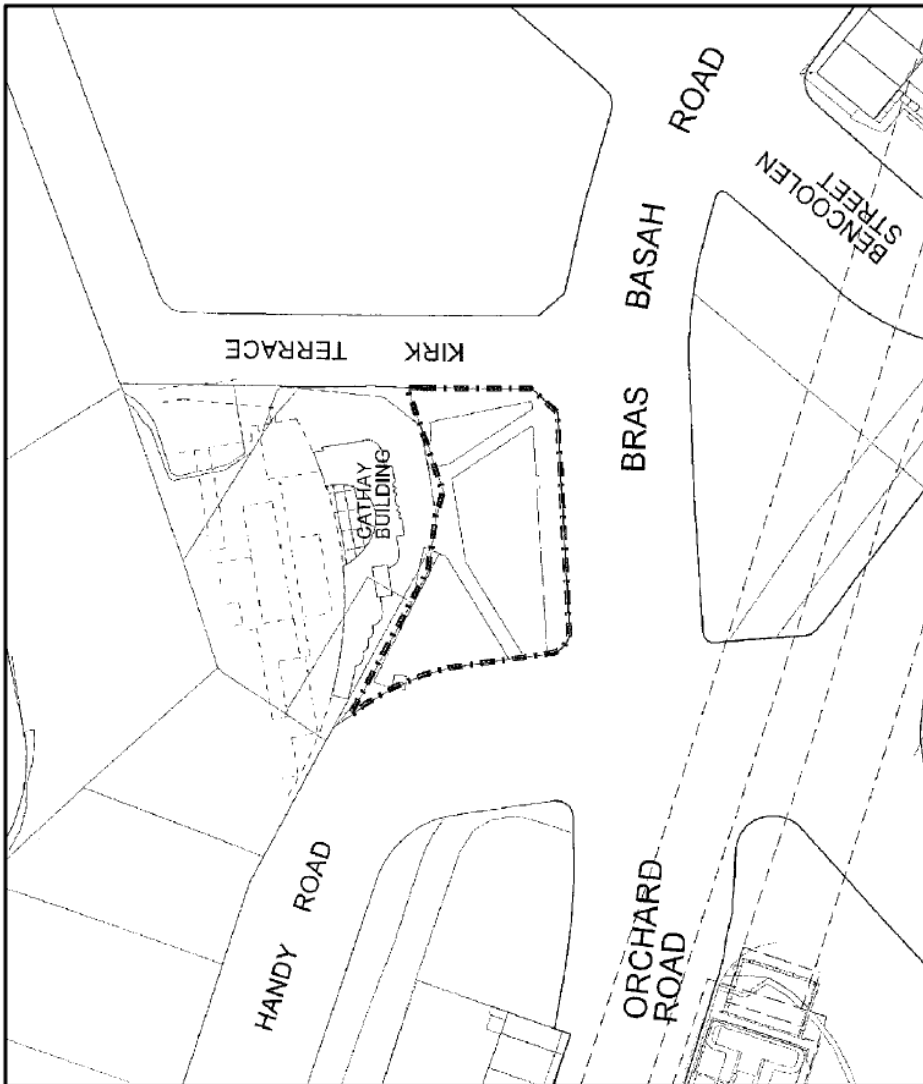 ROAD
BASAH
BRAS
BENCOOLEN
STREET
KIRK
TERRACE
CATHAY
BUILDING
HANDY
ROAD
ORCHARD
ROAD